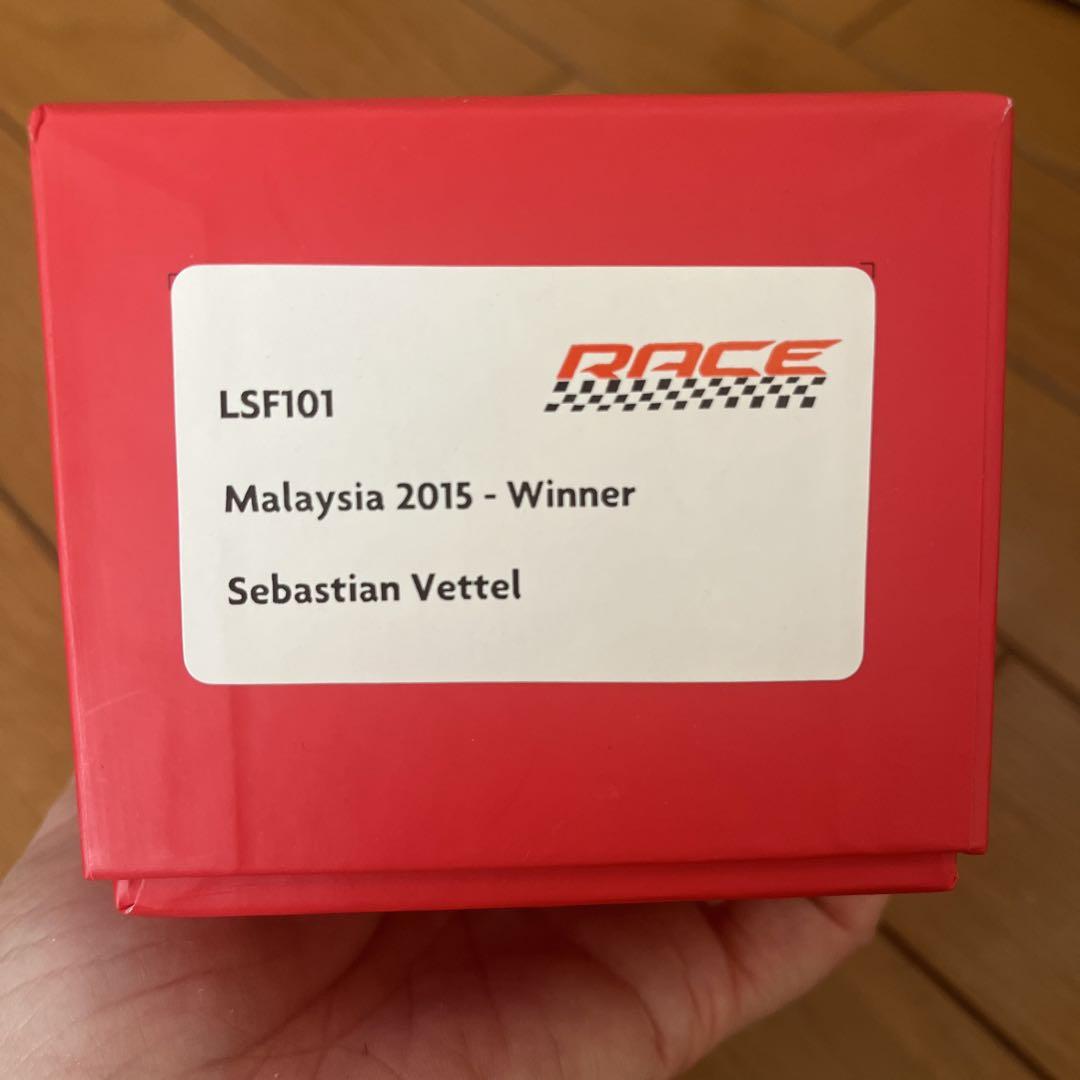 RACE
LSF101
Malaysia 2015 - Winner
Sebastian Vettel